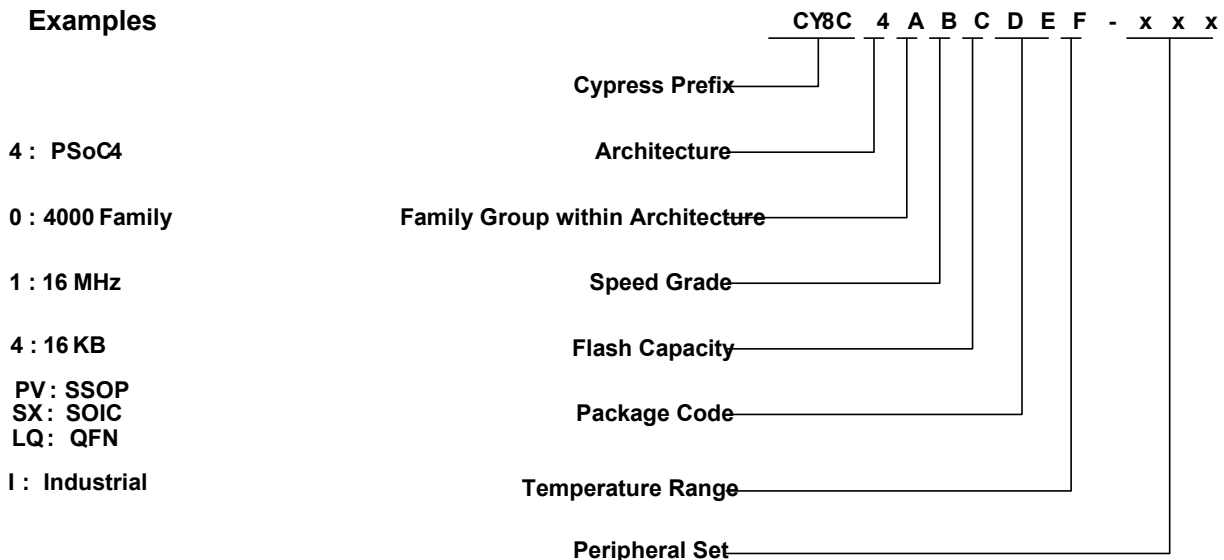 Examples CY8C 4 A B C D E F - x x x
Cypress Prefix
4 : PSoC4 Architecture
0 : 4000 Family Family Group within Architecture
1 : 16 MHz Speed Grade
4 : 16 KB Flash Capacity
PV : SSOP
SX : SOIC Package Code
LQ : QFN
I : Industrial Temperature Range
Peripheral Set